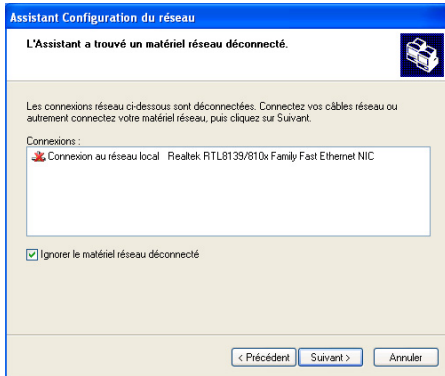 Assistant Configuration du réseau
L'Assistant a trouvé un matériel réseau déconnecté.
Les connexions réseau ci-dessous sont déconnectées. Connectez vos câbles réseau ou
autrement connectez votre matériel réseau, puis cliquez sur Suivant.
Connexions :
Connexion au réseau local Realtek RTL8139/810x Family Fast Ethernet NIC
Ignorer le matériel réseau déconnecté
< Précédent Suivant > Annuler